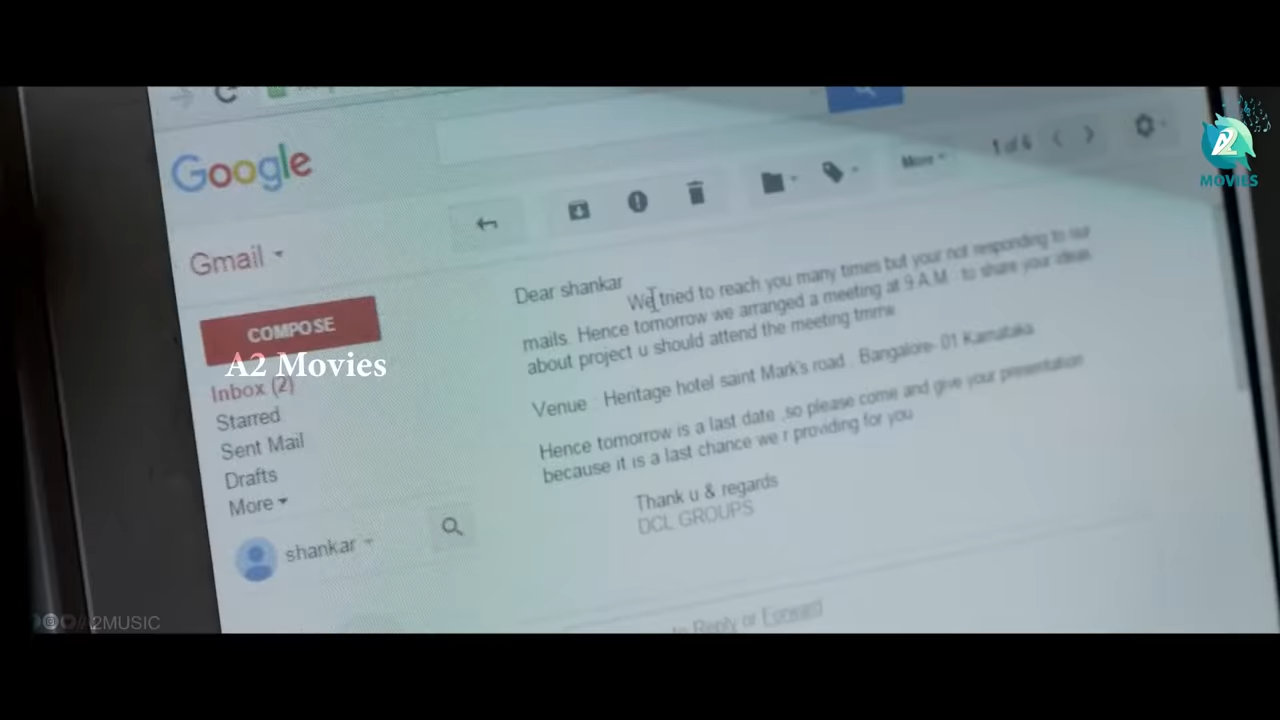 Google
1 of 6
More
Gmail
COMPOSE
A2 Movies
Inbox (2)
Starred
Sent Mail
Drafts
More
shankar
Dear shankar
We tried to reach you many times but your not responding to our
mails. Hence tomorrow we arranged a meeting at 9 A.M . to share your ideas
about project u should attend the meeting tmrrw.
Venue : Heritage hotel saint Mark's road . Bangalore- 01 Karnataka
Hence tomorrow is a last date ,so please come and give your presentation
because it is a last chance we r providing for you
Thank u & regards
DCL GROUPS
to Reply or Forward
A2
MOVIES
/A2MUSIC